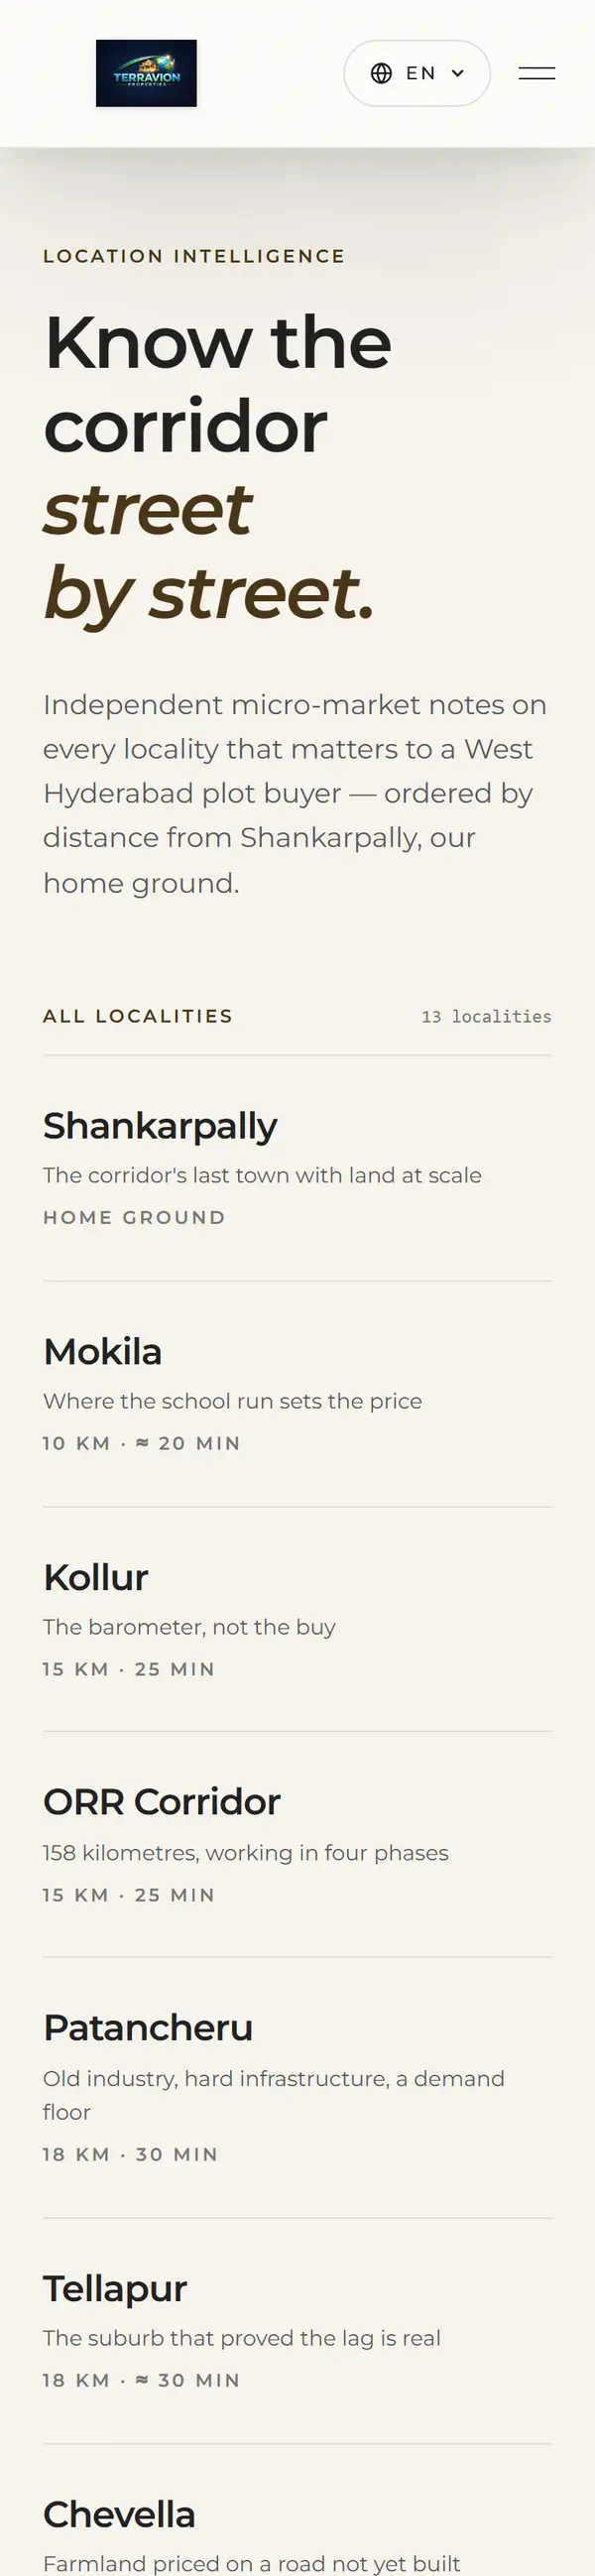 TERRAVION
PROPERTIES
EN
LOCATION INTELLIGENCE
Know the
corridor
street
by street.
Independent micro-market notes on
every locality that matters to a West
Hyderabad plot buyer — ordered by
distance from Shankarpally, our
home ground.
ALL LOCALITIES
13 localities
Shankarpally
The corridor's last town with land at scale
HOME GROUND
Mokila
Where the school run sets the price
10 KM · ≈ 20 MIN
Kollur
The barometer, not the buy
15 KM · 25 MIN
ORR Corridor
158 kilometres, working in four phases
15 KM · 25 MIN
Patancheru
Old industry, hard infrastructure, a demand
floor
18 KM · 30 MIN
Tellapur
The suburb that proved the lag is real
18 KM · ≈ 30 MIN
Chevella
Farmland priced on a road not yet built